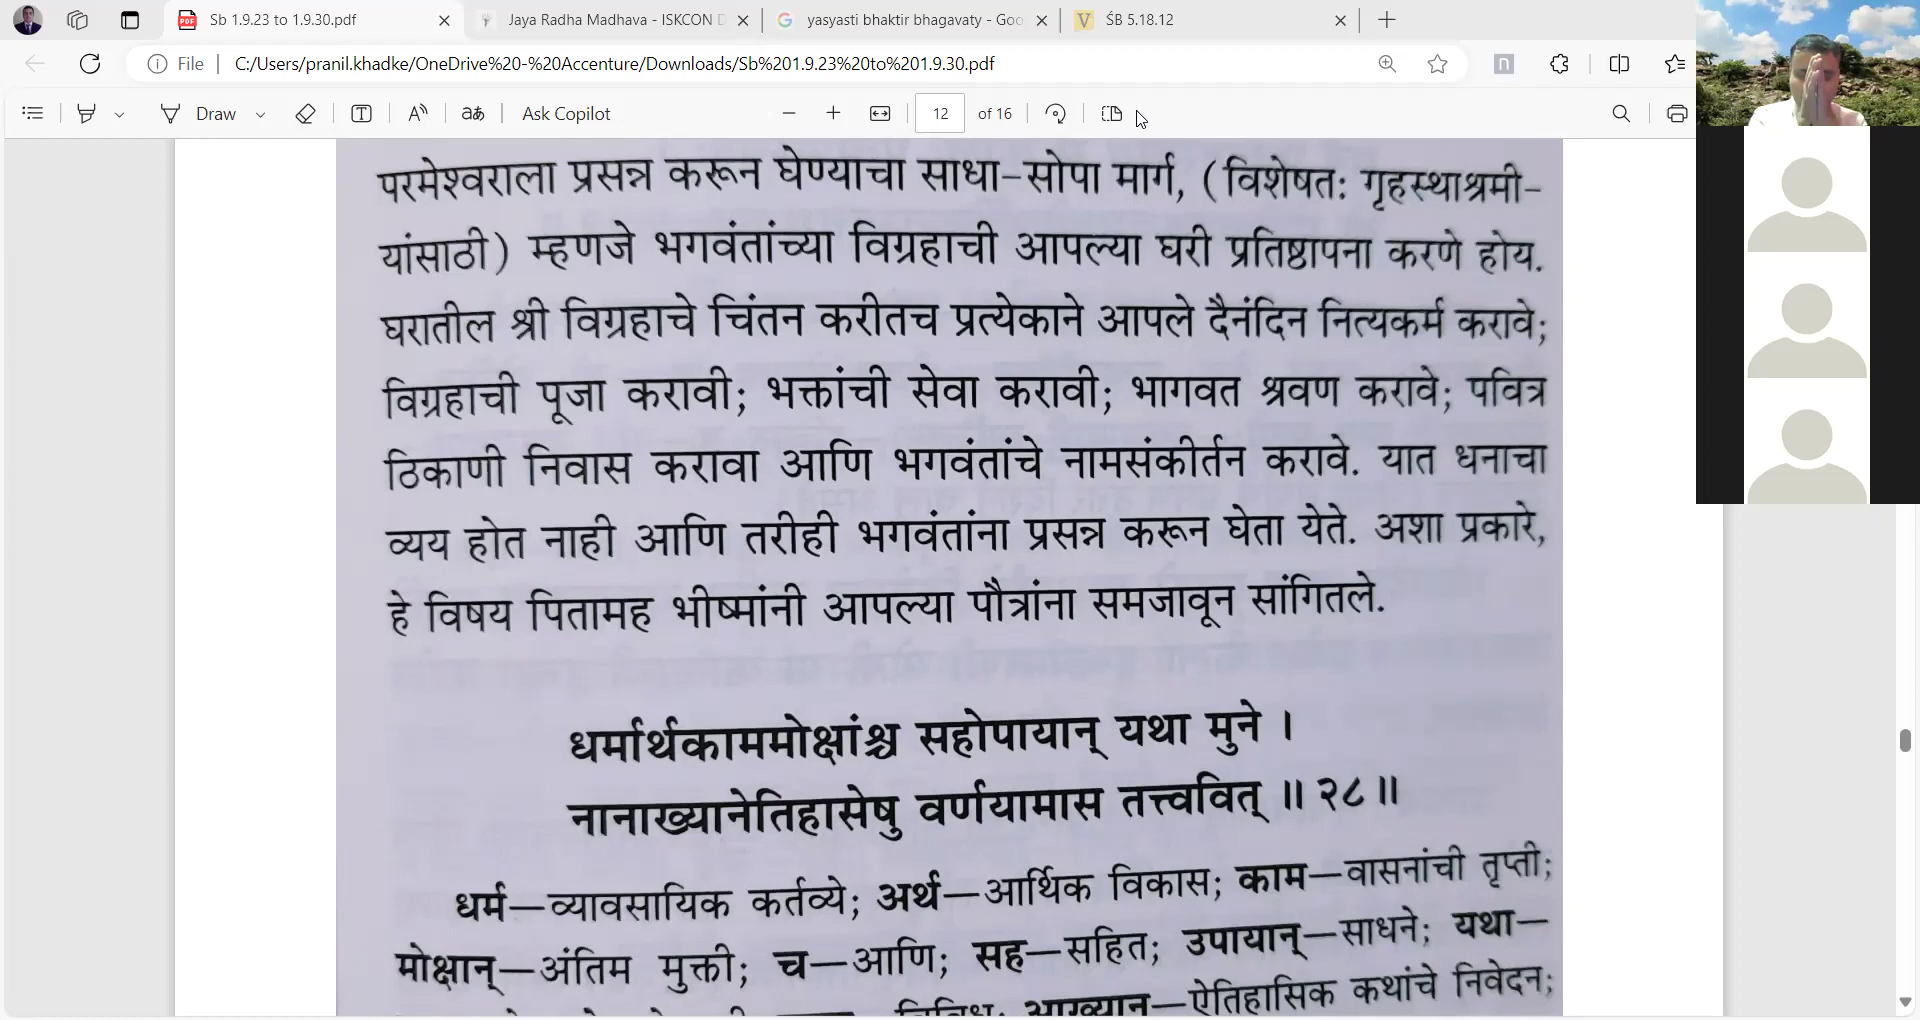 Sb 1.9.23 to 1.9.30.pdf
Jaya Radha Madhava - ISKCON D
yasyasti bhaktir bhagavaty - Goo
ŚB 5.18.12
File
C:/Users/pranil.khadke/OneDrive%20-%20Accenture/Downloads/Sb%201.9.23%20to%201.9.30.pdf
Draw
Ask Copilot
12 of 16
परमेश्वराला प्रसन्न करून घेण्याचा साधा-सोपा मार्ग, (विशेषतः गृहस्थाश्रमी-
यांसाठी) म्हणजे भगवंतांच्या विग्रहाची आपल्या घरी प्रतिष्ठापना करणे होय.
घरातील श्री विग्रहाचे चिंतन करीतच प्रत्येकाने आपले दैनंदिन नित्यकर्म करावे;
विग्रहाची पूजा करावी; भक्तांची सेवा करावी; भागवत श्रवण करावे; पवित्र
ठिकाणी निवास करावा आणि भगवंतांचे नामसंकीर्तन करावे. यात धनाचा
व्यय होत नाही आणि तरीही भगवंतांना प्रसन्न करून घेता येते. अशा प्रकारे,
हे विषय पितामह भीष्मांनी आपल्या पौत्रांना समजावून सांगितले.
धर्मार्थकाममोक्षांश्च सहोपायान् यथा मुने ।
नानाख्यानेतिहासेषु वर्णयामास तत्त्ववित् ॥ २८ ॥
धर्म—व्यावसायिक कर्तव्ये; अर्थ—आर्थिक विकास; काम—वासनांची तृप्ती;
मोक्षान्—अंतिम मुक्ती; च—आणि; सह—सहित; उपायान्—साधने; यथा—
विविध; आख्यान—ऐतिहासिक कथांचे निवेदन;